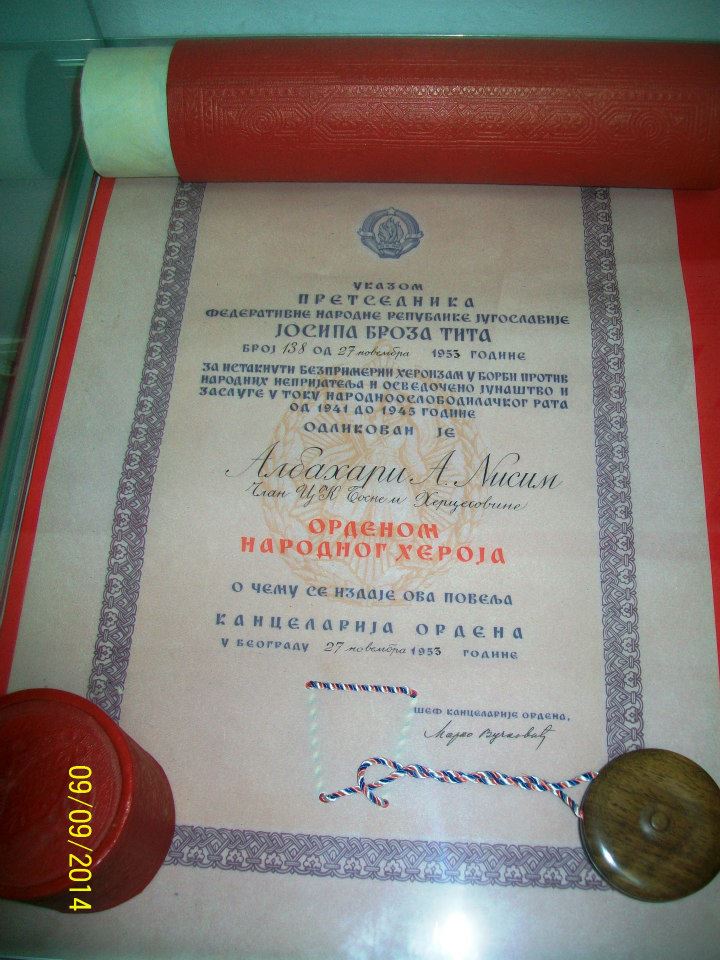 УКАЗОМ
ПРЕТСЕДНИКА
ФЕДЕРАТИВНЕ НАРОДНЕ РЕПУБЛИКЕ ЈУГОСЛАВИЈЕ
ЈОСИПА БРОЗА ТИТА
БРОЈ 138 ОД 27 новембра 1953 ГОДИНЕ
ЗА ИСТАКНУТИ БЕЗПРИМЕРНИ ХЕРОИЗАМ У БОРБИ ПРОТИВ
НАРОДНИХ НЕПРИЈАТЕЉА И ОСВЕДОЧЕНО ЈУНАШТВО И
ЗАСЛУГЕ У ТОКУ НАРОДНООСЛОБОДИЛАЧКОГ РАТА
ОД 1941 ДО 1945 ГОДИНЕ
ОДЛИКОВАН ЈЕ
Албахари А. Нисим
Члан ЦК Босне и Херцеговине
ОРДЕНОМ
НАРОДНОГ ХЕРОЈА
О ЧЕМУ СЕ ИЗДАЈЕ ОВА ПОВЕЉА
КАНЦЕЛАРИЈА ОРДЕНА
У БЕОГРАДУ 27 новембра 1953 ГОДИНЕ
ШЕФ КАНЦЕЛАРИЈЕ ОРДЕНА,
Вучковић
09/09/2014